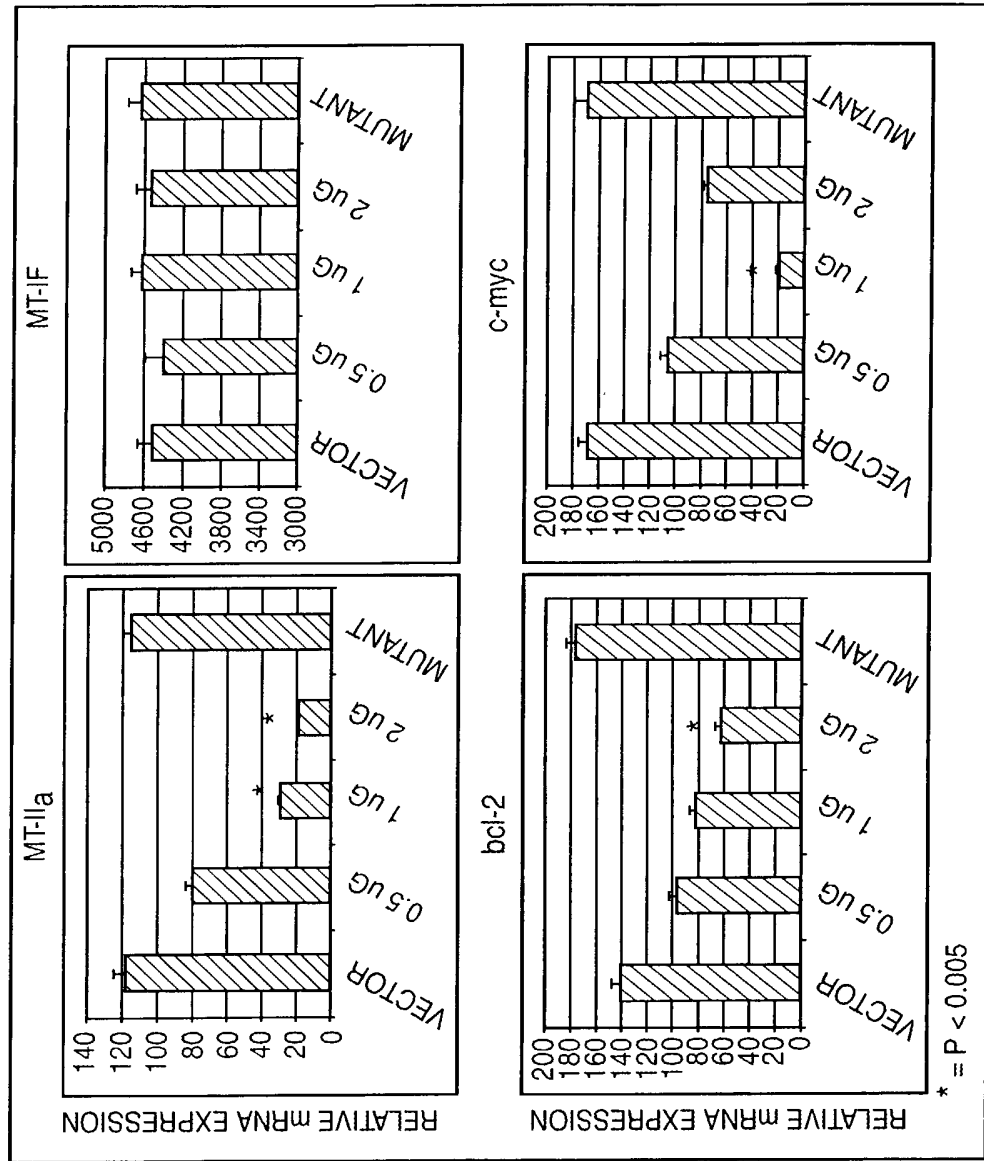 MT-IIa
RELATIVE mRNA EXPRESSION
140
120
100
80
60
40
20
0
VECTOR
0.5 uG
1 uG
2 uG
MUTANT
*
*
MT-IF
5000
4600
4200
3800
3400
3000
VECTOR
0.5 uG
1 uG
2 uG
MUTANT
bcl-2
RELATIVE mRNA EXPRESSION
200
180
160
140
120
100
80
60
40
20
0
VECTOR
0.5 uG
1 uG
2 uG
MUTANT
*
c-myc
200
180
160
140
120
100
80
60
40
20
0
VECTOR
0.5 uG
1 uG
2 uG
MUTANT
*
* = P < 0.005